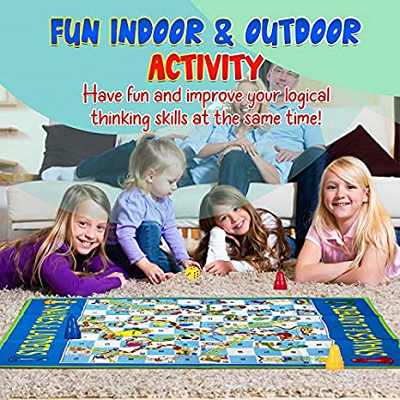 FUN INDOOR & OUTDOOR
ACTIVITY
Have fun and improve your logical
thinking skills at the same time!